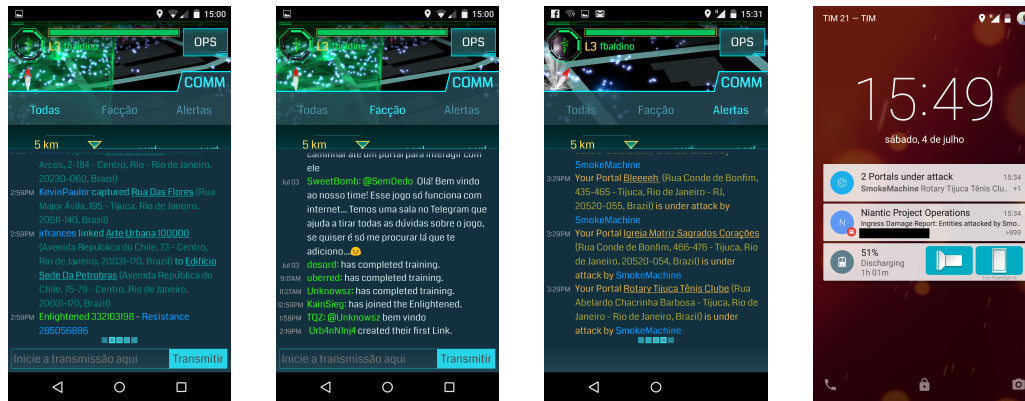 15:00
L3 fbaldino
OPS
COMM
Todas Facção Alertas
5 km
Arcos, 2-184 - Centro, Rio - Rio de Janeiro,
20230-060, Brazil)
2:59PM KevinPaulor captured Rua Das Flores (Rua
Major Ávila, 195 - Tijuca, Rio de Janeiro,
20511-140, Brazil)
2:59PM jrfrances linked Arte Urbana 100000
(Avenida República do Chile, 73 - Centro,
Rio de Janeiro, 20031-170, Brazil) to Edifício
Sede Da Petrobras (Avenida República do
Chile, 75-79 - Centro, Rio de Janeiro,
20031-170, Brazil)
2:59PM Enlightened 332103198 - Resistance
285056896
Inicie a transmissão aqui Transmitir
15:00
L3 fbaldino
OPS
COMM
Todas Facção Alertas
5 km
caminhar até um portal para interagir com
ele
Jul 03 SweetBomb: @SemDedo Olá! Bem vindo
ao nosso time! Esse jogo só funciona com
internet... Temos uma sala no Telegram que
ajuda a tirar todas as dúvidas sobre o jogo,
se quiser é só me procurar lá que te
adiciono...
Jul 03 desord: has completed training.
9:17AM uberred: has completed training.
11:27AM Unknowsz: has completed training.
12:59PM KainSieg: has joined the Enlightened.
1:58PM TQZ: @Unknowsz bem vindo
2:19PM Urb4nN1nj4 created their first Link.
Inicie a transmissão aqui Transmitir
15:31
L3 fbaldino
OPS
COMM
Todas Facção Alertas
5 km
SmokeMachine
3:29PM Your Portal Bleeeeh (Rua Conde de Bonfim,
435-465 - Tijuca, Rio de Janeiro - RJ,
20520-055, Brazil) is under attack by
SmokeMachine
3:29PM Your Portal Igreja Matriz Sagrados Corações
(Rua Conde de Bonfim, 466-476 - Tijuca, Rio
de Janeiro, 20520-054, Brazil) is under
attack by SmokeMachine
3:29PM Your Portal Rotary Tijuca Tênis Clube (Rua
Abelardo Chacrinha Barbosa - Tijuca, Rio de
Janeiro - Rio de Janeiro, Brazil) is under
attack by SmokeMachine
TIM 21 – TIM
15:49
sábado, 4 de julho
2 Portals under attack 15:34
SmokeMachine Rotary Tijuca Tênis Clu.. +1
N Niantic Project Operations 15:34
Ingress Damage Report: Entities attacked by Smo..
>999
51%
Discharging
1h 01m